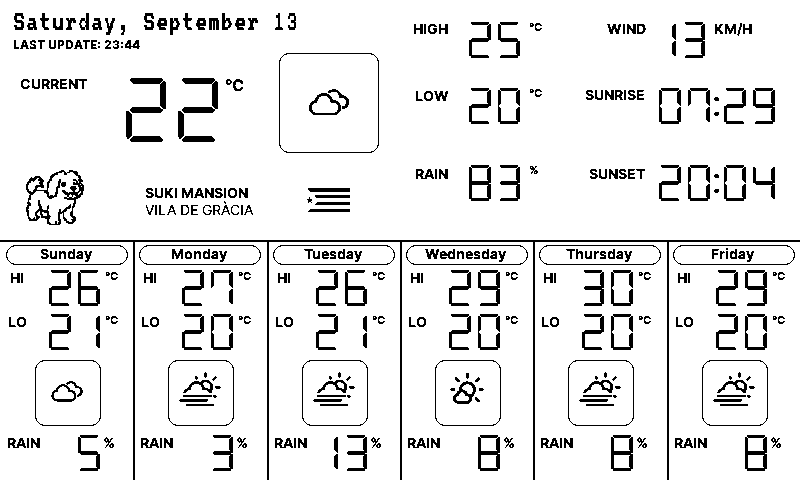 Saturday, September 13
LAST UPDATE: 23:44
CURRENT 22 °C
SUKI MANSION
VILA DE GRÀCIA
HIGH 25 °C
WIND 13 KM/H
LOW 20 °C
SUNRISE 07:29
RAIN 83 %
SUNSET 20:04
Sunday
HI 26 °C
LO 21 °C
RAIN 5 %
Monday
HI 27 °C
LO 20 °C
RAIN 3 %
Tuesday
HI 26 °C
LO 21 °C
RAIN 13 %
Wednesday
HI 29 °C
LO 20 °C
RAIN 8 %
Thursday
HI 30 °C
LO 20 °C
RAIN 8 %
Friday
HI 29 °C
LO 20 °C
RAIN 8 %